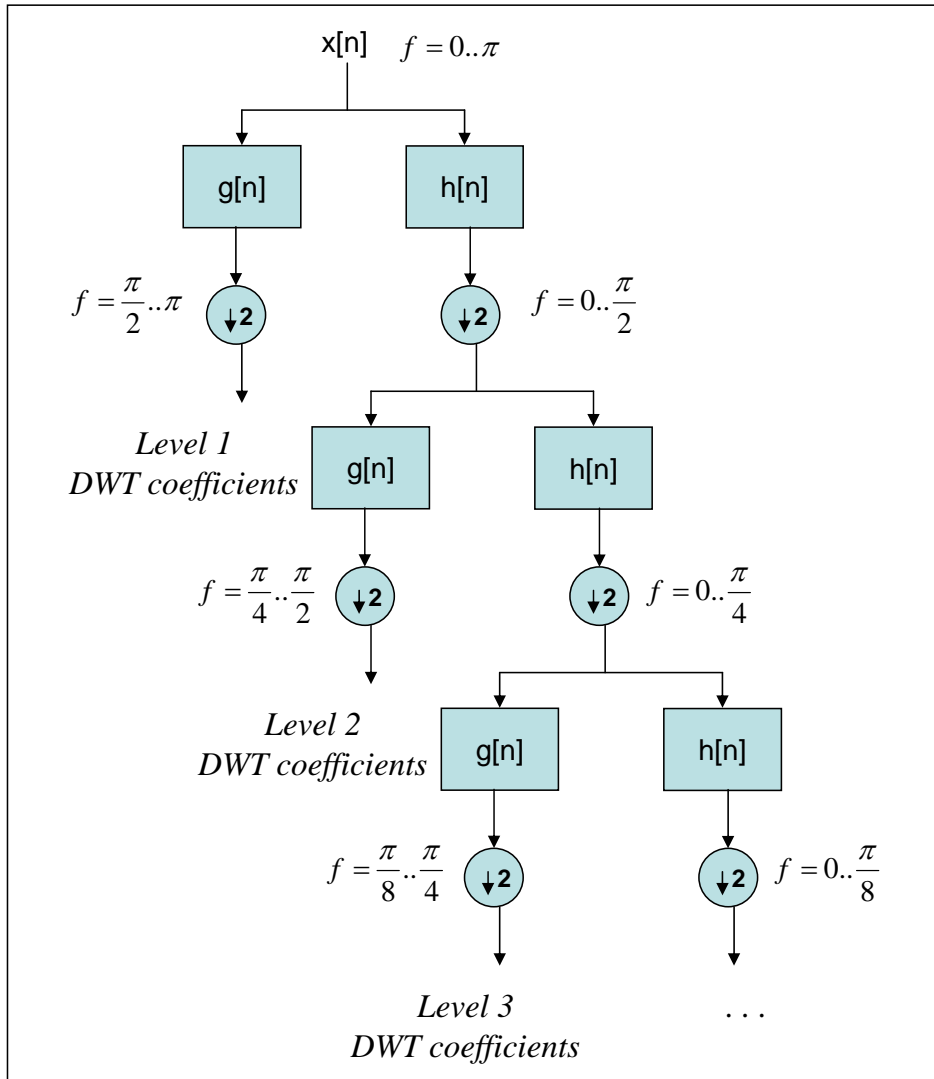 x[n] f = 0..π
g[n] h[n]
f = π/2..π ↓2 ↓2 f = 0..π/2
Level 1
DWT coefficients
g[n] h[n]
f = π/4..π/2 ↓2 ↓2 f = 0..π/4
Level 2
DWT coefficients
g[n] h[n]
f = π/8..π/4 ↓2 ↓2 f = 0..π/8
Level 3
DWT coefficients
. . .